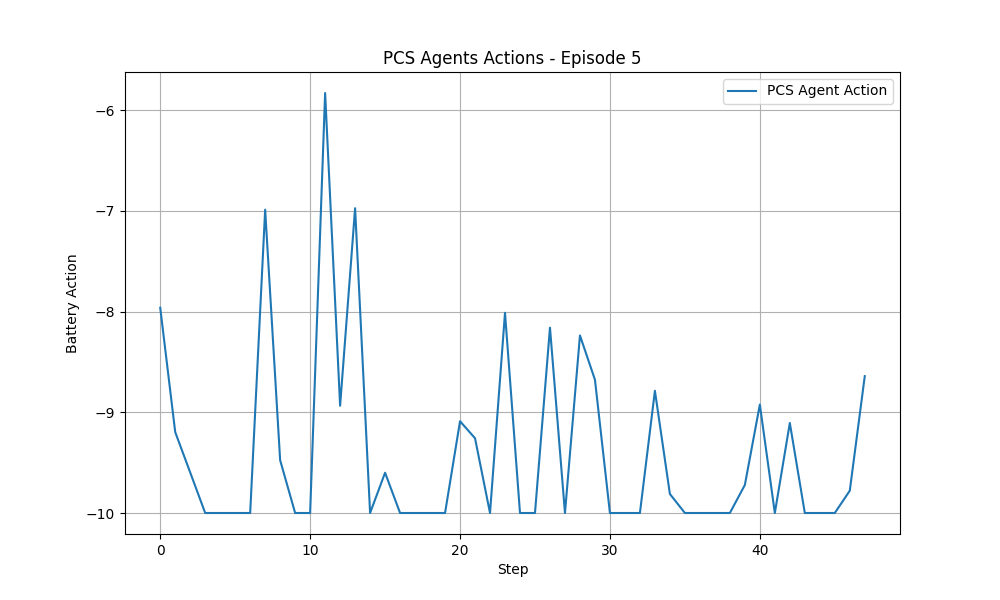 PCS Agents Actions - Episode 5
PCS Agent Action
−6
−7
−8
−9
−10
Battery Action
0 10 20 30 40
Step